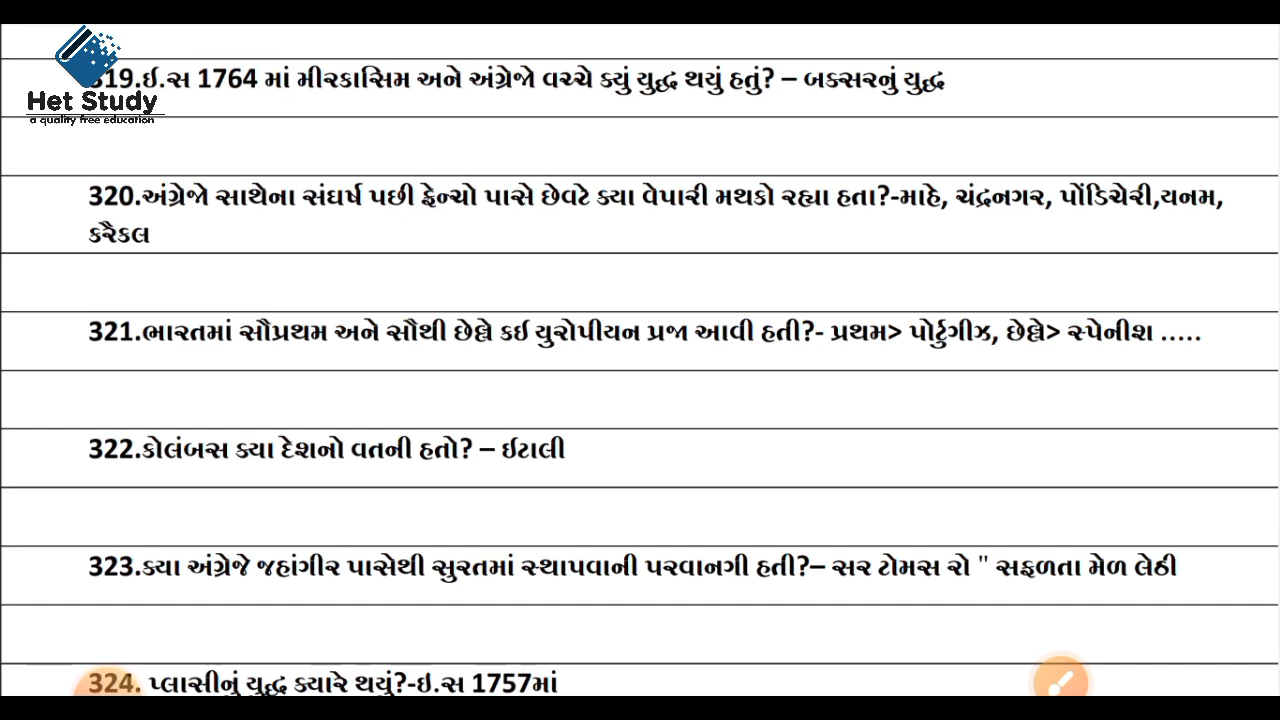 319.ઈ.સ 1764 માં મીરકાસિમ અને અંગ્રેજો વચ્ચે ક્યું યુદ્ધ થયું હતું? – બક્સરનું યુદ્ધ
Het Study
a quality free education
320.અંગ્રેજો સાથેના સંઘર્ષ પછી ફ્રેન્ચો પાસે છેવટે ક્યા વેપારી મથકો રહ્યા હતા?-માહે, ચંદ્રનગર, પોંડિચેરી,યનમ,
કરૈકલ
321.ભારતમાં સૌપ્રથમ અને સૌથી છેલ્લે કઇ યુરોપીયન પ્રજા આવી હતી?- પ્રથમ> પોર્ટુગીઝ, છેલ્લે> સ્પેનીશ .....
322.કોલંબસ ક્યા દેશનો વતની હતો? – ઇટાલી
323.ક્યા અંગ્રેજે જહાંગીર પાસેથી સુરતમાં સ્થાપવાની પરવાનગી હતી?– સર ટોમસ રો " સફળતા મેળ લેઠી
324. પ્લાસીનું યુદ્ધ ક્યારે થયું?-ઇ.સ 1757માં